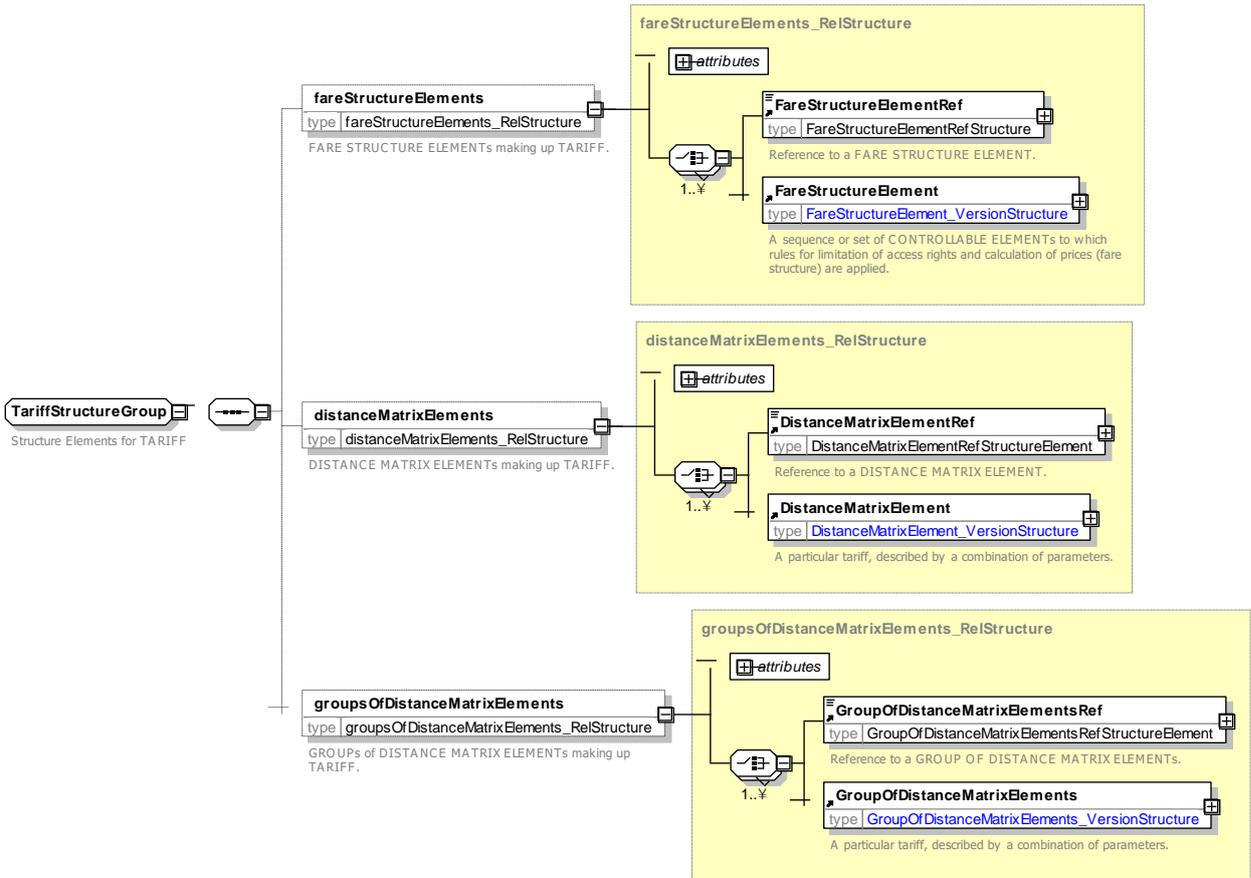 fareStructureElements_RelStructure
attributes
fareStructureElements
type fareStructureElements_RelStructure
FARE STRUCTURE ELEMENTs making up TARIFF.
FareStructureElementRef
type FareStructureElementRefStructure
Reference to a FARE STRUCTURE ELEMENT.
1..¥
FareStructureElement
type FareStructureElement_VersionStructure
A sequence or set of CONTROLLABLE ELEMENTs to which
rules for limitation of access rights and calculation of prices (fare
structure) are applied.
distanceMatrixElements_RelStructure
attributes
TariffStructureGroup
Structure Elements for TARIFF
distanceMatrixElements
type distanceMatrixElements_RelStructure
DISTANCE MATRIX ELEMENTs making up TARIFF.
DistanceMatrixElementRef
type DistanceMatrixElementRefStructureElement
Reference to a DISTANCE MATRIX ELEMENT.
1..¥
DistanceMatrixElement
type DistanceMatrixElement_VersionStructure
A particular tariff, described by a combination of parameters.
groupsOfDistanceMatrixElements_RelStructure
attributes
groupsOfDistanceMatrixElements
type groupsOfDistanceMatrixElements_RelStructure
GROUPs of DISTANCE MATRIX ELEMENTs making up
TARIFF.
GroupOfDistanceMatrixElementsRef
type GroupOfDistanceMatrixElementsRefStructureElement
Reference to a GROUP OF DISTANCE MATRIX ELEMENTs.
1..¥
GroupOfDistanceMatrixElements
type GroupOfDistanceMatrixElements_VersionStructure
A particular tariff, described by a combination of parameters.